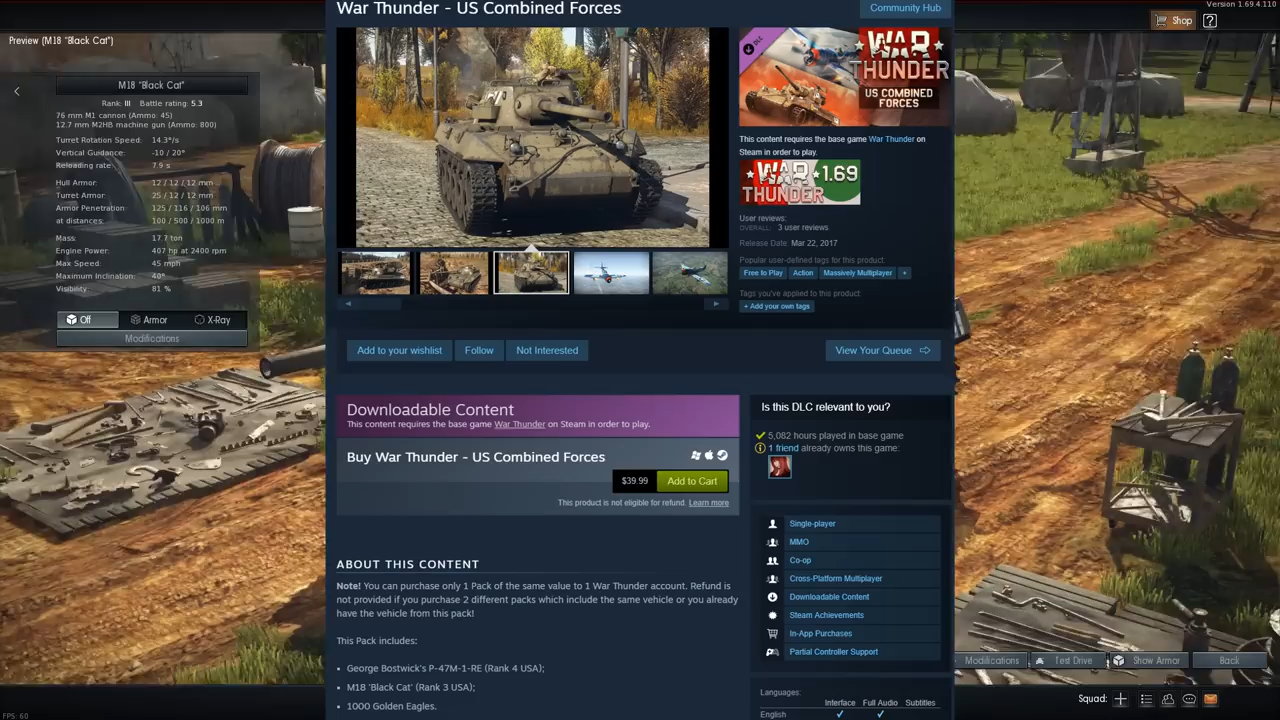 Version 1.69.4.110
War Thunder - US Combined Forces
Community Hub
Shop
Preview (M18 "Black Cat")
M18 "Black Cat"
Rank: III Battle rating: 5.3
76 mm M1 cannon (Ammo: 45)
12.7 mm M2HB machine gun (Ammo: 800)
Turret Rotation Speed: 14.3°/s
Vertical Guidance: -10 / 20°
Reloading rate: 7.9 s
Hull Armor: 12 / 12 / 12 mm
Turret Armor: 25 / 12 / 12 mm
Armor Penetration 125 / 116 / 106 mm
at distances: 100 / 500 / 1000 m
Mass: 17.7 ton
Engine Power: 407 hp at 2400 rpm
Max Speed: 45 mph
Maximum Inclination: 40°
Visibility: 81 %
Off Armor X-Ray
Modifications
DLC
WAR THUNDER
US COMBINED FORCES
This content requires the base game War Thunder on
Steam in order to play.
WAR THUNDER 1.69
User reviews:
OVERALL: 3 user reviews
Release Date: Mar 22, 2017
Popular user-defined tags for this product:
Free to Play Action Massively Multiplayer +
Tags you've applied to this product:
+ Add your own tags
Add to your wishlist Follow Not Interested View Your Queue
Downloadable Content
This content requires the base game War Thunder on Steam in order to play.
Buy War Thunder - US Combined Forces
$39.99 Add to Cart
This product is not eligible for refund. Learn more
Is this DLC relevant to you?
5,082 hours played in base game
1 friend already owns this game:
Single-player
MMO
Co-op
Cross-Platform Multiplayer
Downloadable Content
Steam Achievements
In-App Purchases
Partial Controller Support
Languages:
Interface Full Audio Subtitles
English
ABOUT THIS CONTENT
Note! You can purchase only 1 Pack of the same value to 1 War Thunder account. Refund is
not provided if you purchase 2 different packs which include the same vehicle or you already
have the vehicle from this pack!
This Pack includes:
George Bostwick's P-47M-1-RE (Rank 4 USA);
M18 'Black Cat' (Rank 3 USA);
1000 Golden Eagles.
Modifications Test Drive Show Armor Back
Squad:
FPS: 60